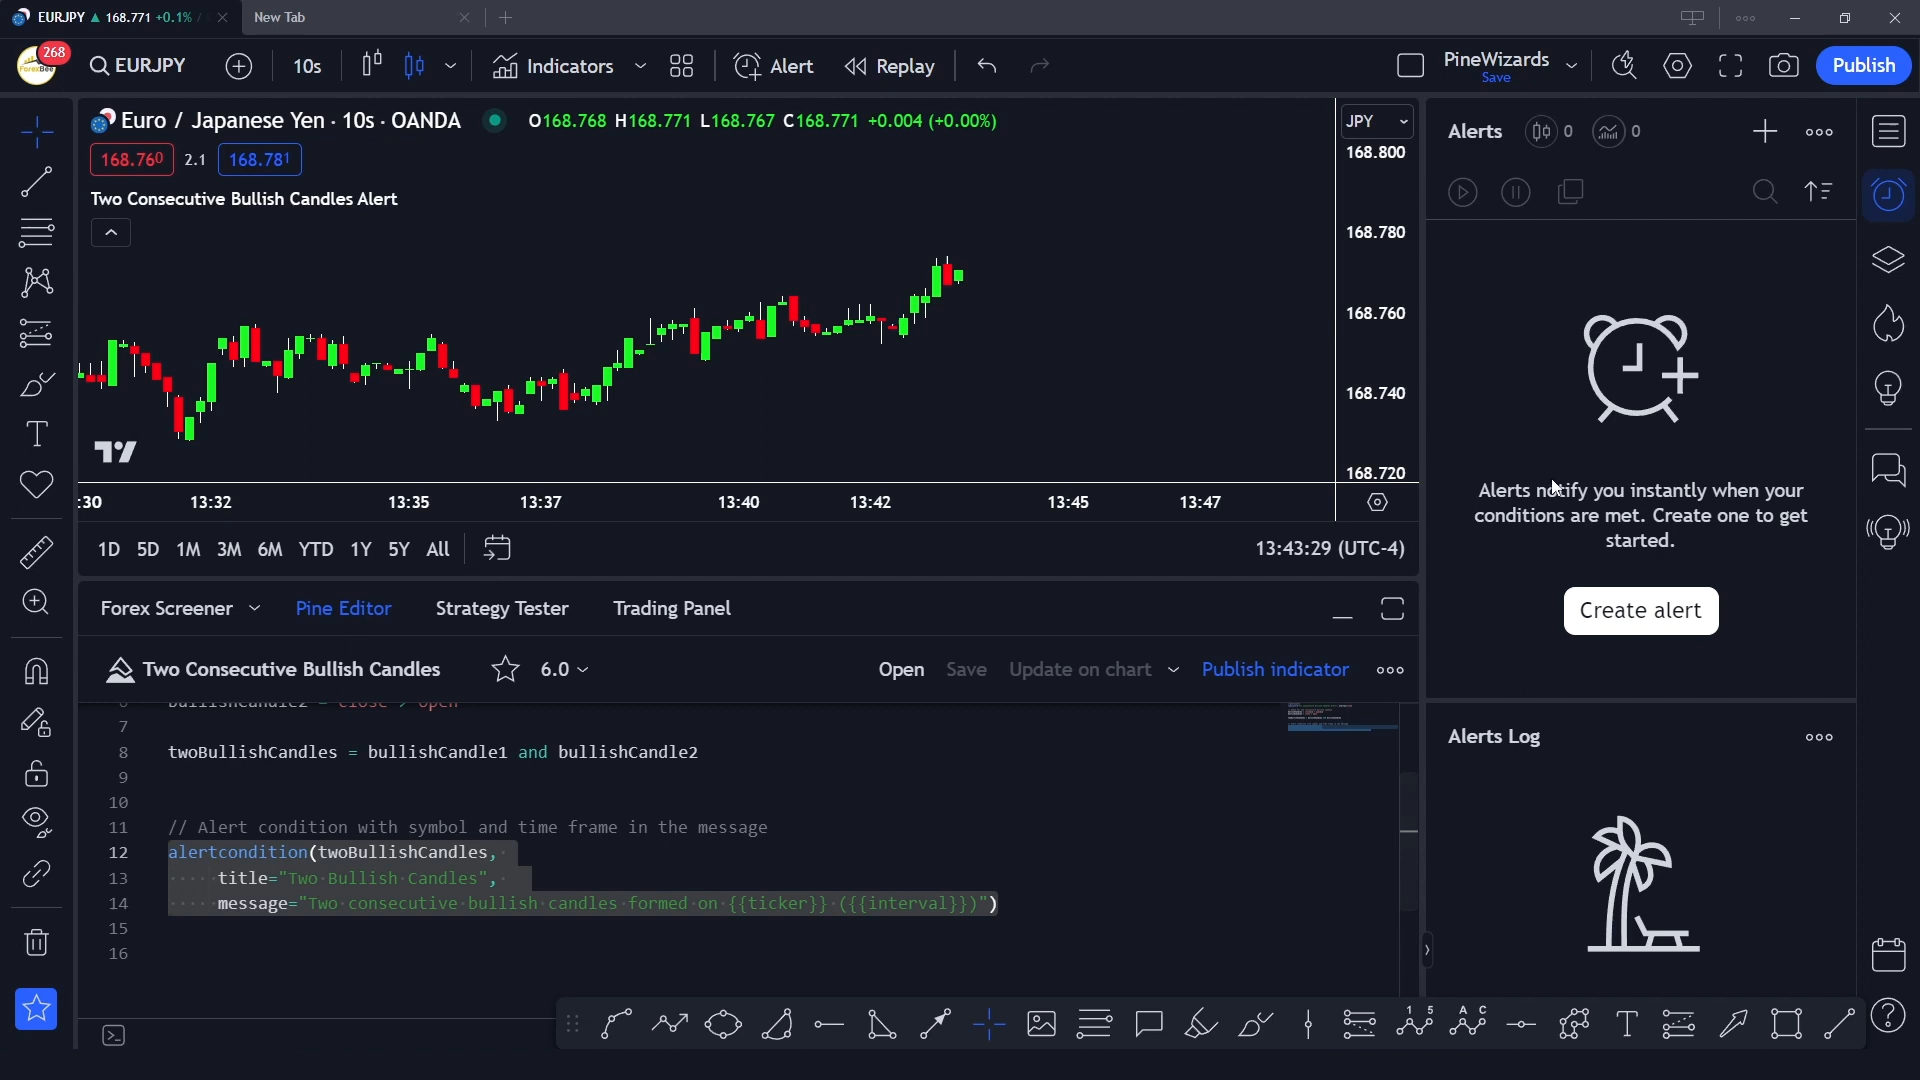 EURJPY ▲ 168.771 +0.1% /
New Tab
268
ForexBee
EURJPY
10s
Indicators
Alert
Replay
PineWizards
Save
Publish
Euro / Japanese Yen · 10s · OANDA
O168.768 H168.771 L168.767 C168.771 +0.004 (+0.00%)
168.760
2.1
168.781
Two Consecutive Bullish Candles Alert
JPY
168.800
168.780
168.760
168.740
168.720
:30
13:32
13:35
13:37
13:40
13:42
13:45
13:47
1D 5D 1M 3M 6M YTD 1Y 5Y All
13:43:29 (UTC-4)
Forex Screener
Pine Editor
Strategy Tester
Trading Panel
Two Consecutive Bullish Candles
6.0
Open
Save
Update on chart
Publish indicator
6 bullishCandle2 = close > open
7
8 twoBullishCandles = bullishCandle1 and bullishCandle2
9
10
11 // Alert condition with symbol and time frame in the message
12 alertcondition(twoBullishCandles,
13 title="Two Bullish Candles",
14 message="Two consecutive bullish candles formed on {{ticker}} ({{interval}})")
15
16
Alerts
0
0
Alerts notify you instantly when your
conditions are met. Create one to get
started.
Create alert
Alerts Log
1 5
A C
T